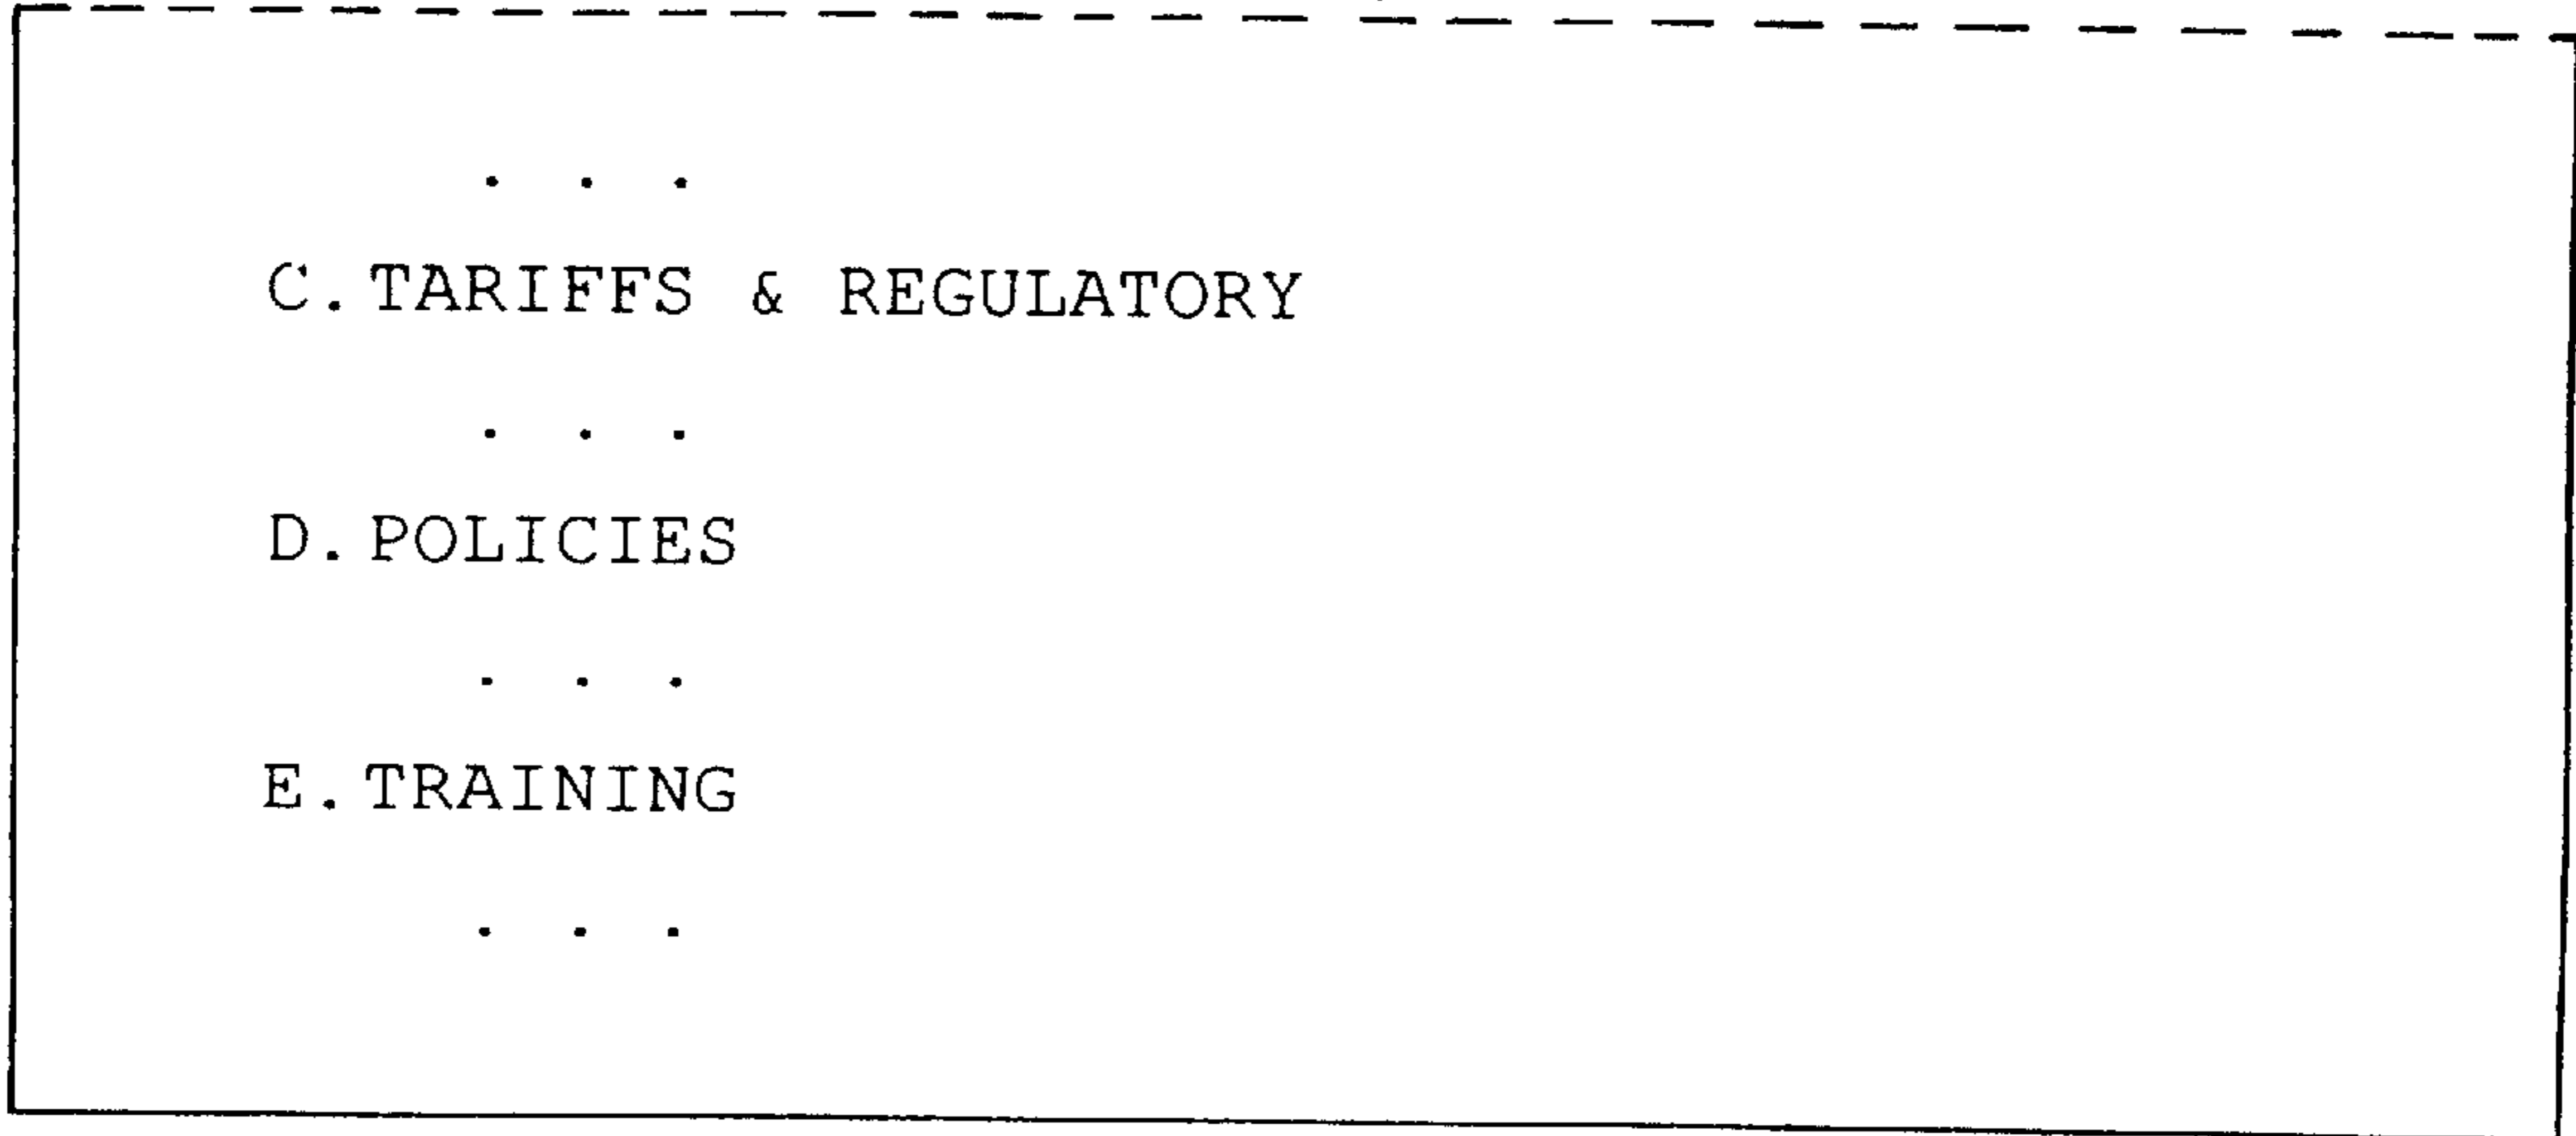 . . .
C. TARIFFS & REGULATORY
. . .
D. POLICIES
. . .
E. TRAINING
. . .